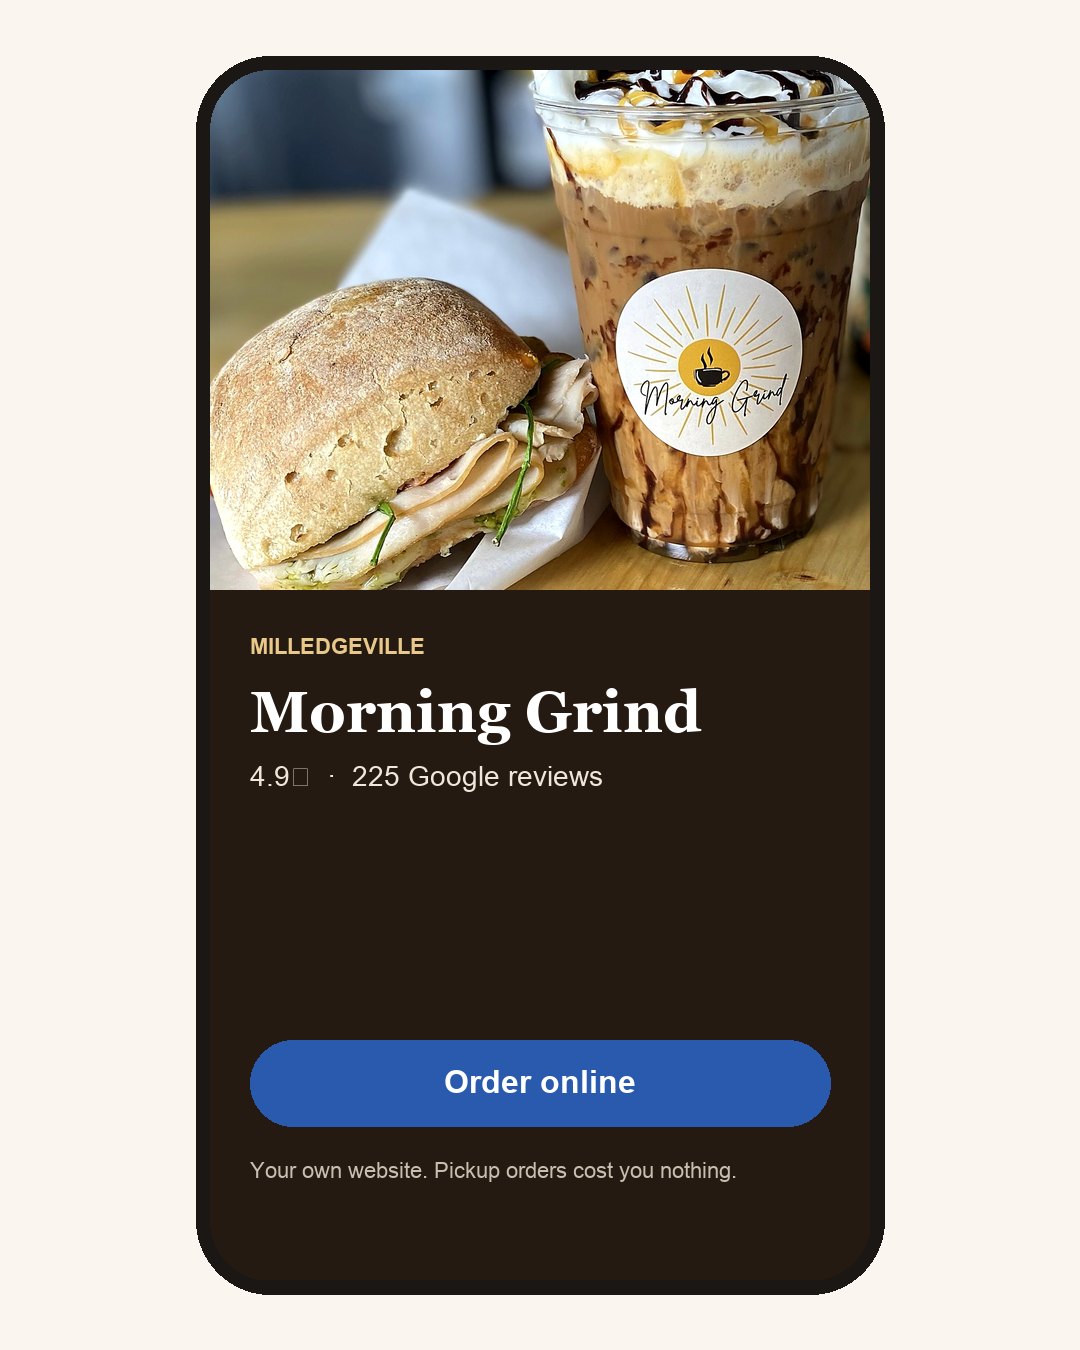 Morning Grind
MILLEDGEVILLE
Morning Grind
4.9□ · 225 Google reviews
Order online
Your own website. Pickup orders cost you nothing.